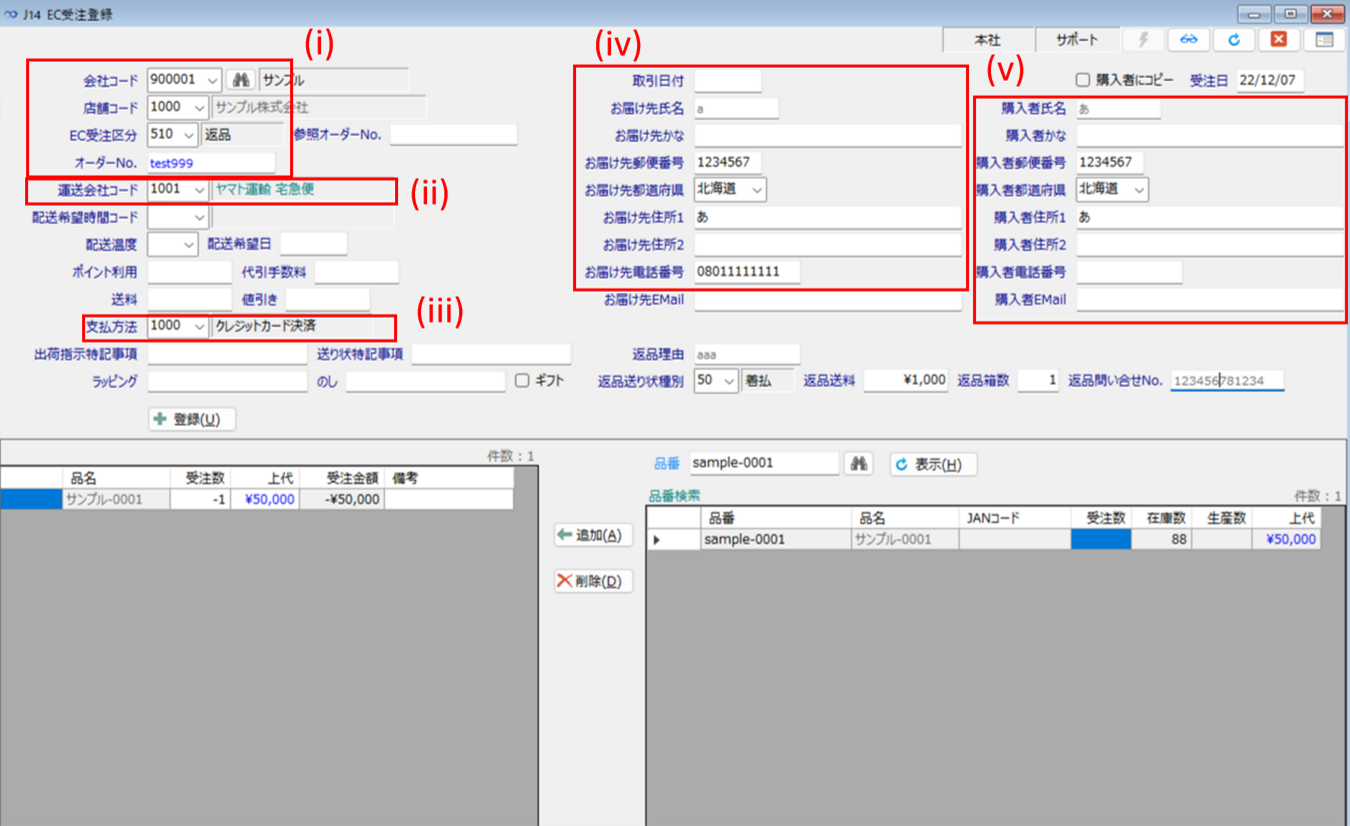 J14 EC受注登録
本社 サポート
(i)
会社コード 900001 サンプル
店舗コード 1000 サンプル株式会社
EC受注区分 510 返品 参照オーダーNo.
オーダーNo. test999
(ii)
運送会社コード 1001 ヤマト運輸 宅急便
配送希望時間コード
配送温度 配送希望日
ポイント利用 代引手数料
送料 値引き
(iii)
支払方法 1000 クレジットカード決済
出荷指示特記事項 送り状特記事項
ラッピング のし ギフト
登録(U)
(iv)
取引日付
お届け先氏名 a
お届け先かな
お届け先郵便番号 1234567
お届け先都道府県 北海道
お届け先住所1 あ
お届け先住所2
お届け先電話番号 08011111111
お届け先EMail
返品理由 aaa
返品送り状種別 50 着払 返品送料 ¥1,000 返品箱数 1 返品問い合せNo. 123456781234
(v)
購入者にコピー 受注日 22/12/07
購入者氏名 あ
購入者かな
購入者郵便番号 1234567
購入者都道府県 北海道
購入者住所1 あ
購入者住所2
購入者電話番号
購入者EMail
件数：1
品名 受注数 上代 受注金額 備考
サンプル-0001 -1 ¥50,000 -¥50,000
追加(A)
削除(D)
品番 sample-0001 表示(H)
品番検索 件数：1
品番 品名 JANコード 受注数 在庫数 生産数 上代
sample-0001 サンプル-0001 88 ¥50,000